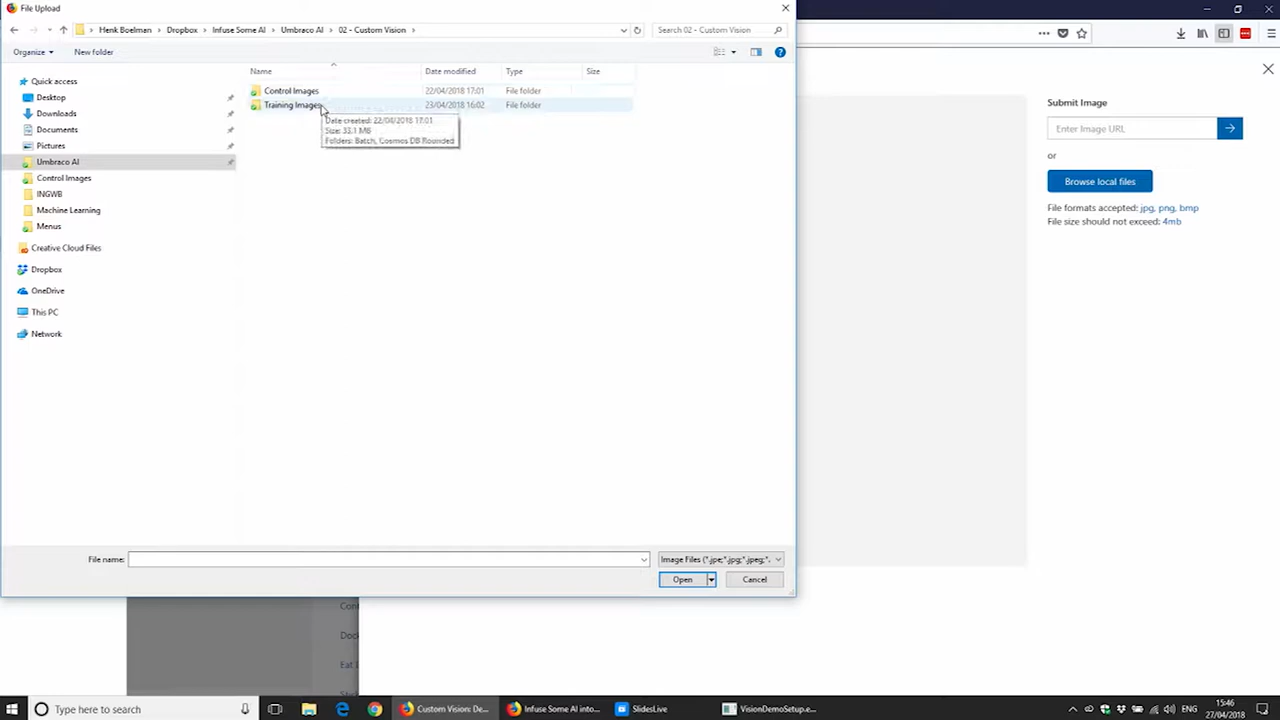 File Upload
Henk Boelman > Dropbox > Infuse Some AI > Umbraco AI > 02 - Custom Vision >
Search 02 - Custom Vision
Organize
New folder
Name
Date modified
Type
Size
Quick access
Desktop
Downloads
Documents
Pictures
Umbraco AI
Control Images
INGWB
Machine Learning
Menus
Creative Cloud Files
Dropbox
OneDrive
This PC
Network
Control Images
22/04/2018 17:01
File folder
Training Images
23/04/2018 16:02
File folder
Date created: 22/04/2018 17:01
Size: 33.1 MB
Folders: Batch, Cosmos DB Rounded
File name:
Image Files (*.jpe;*.jpg;*.jpeg;*.
Open
Cancel
Submit Image
Enter Image URL
or
Browse local files
File formats accepted: jpg, png, bmp
File size should not exceed: 4mb
Dock
Eat
Type here to search
Custom Vision: De...
Infuse Some AI into...
SlidesLive
VisionDemoSetup.e...
ENG
15:46
27/04/2018